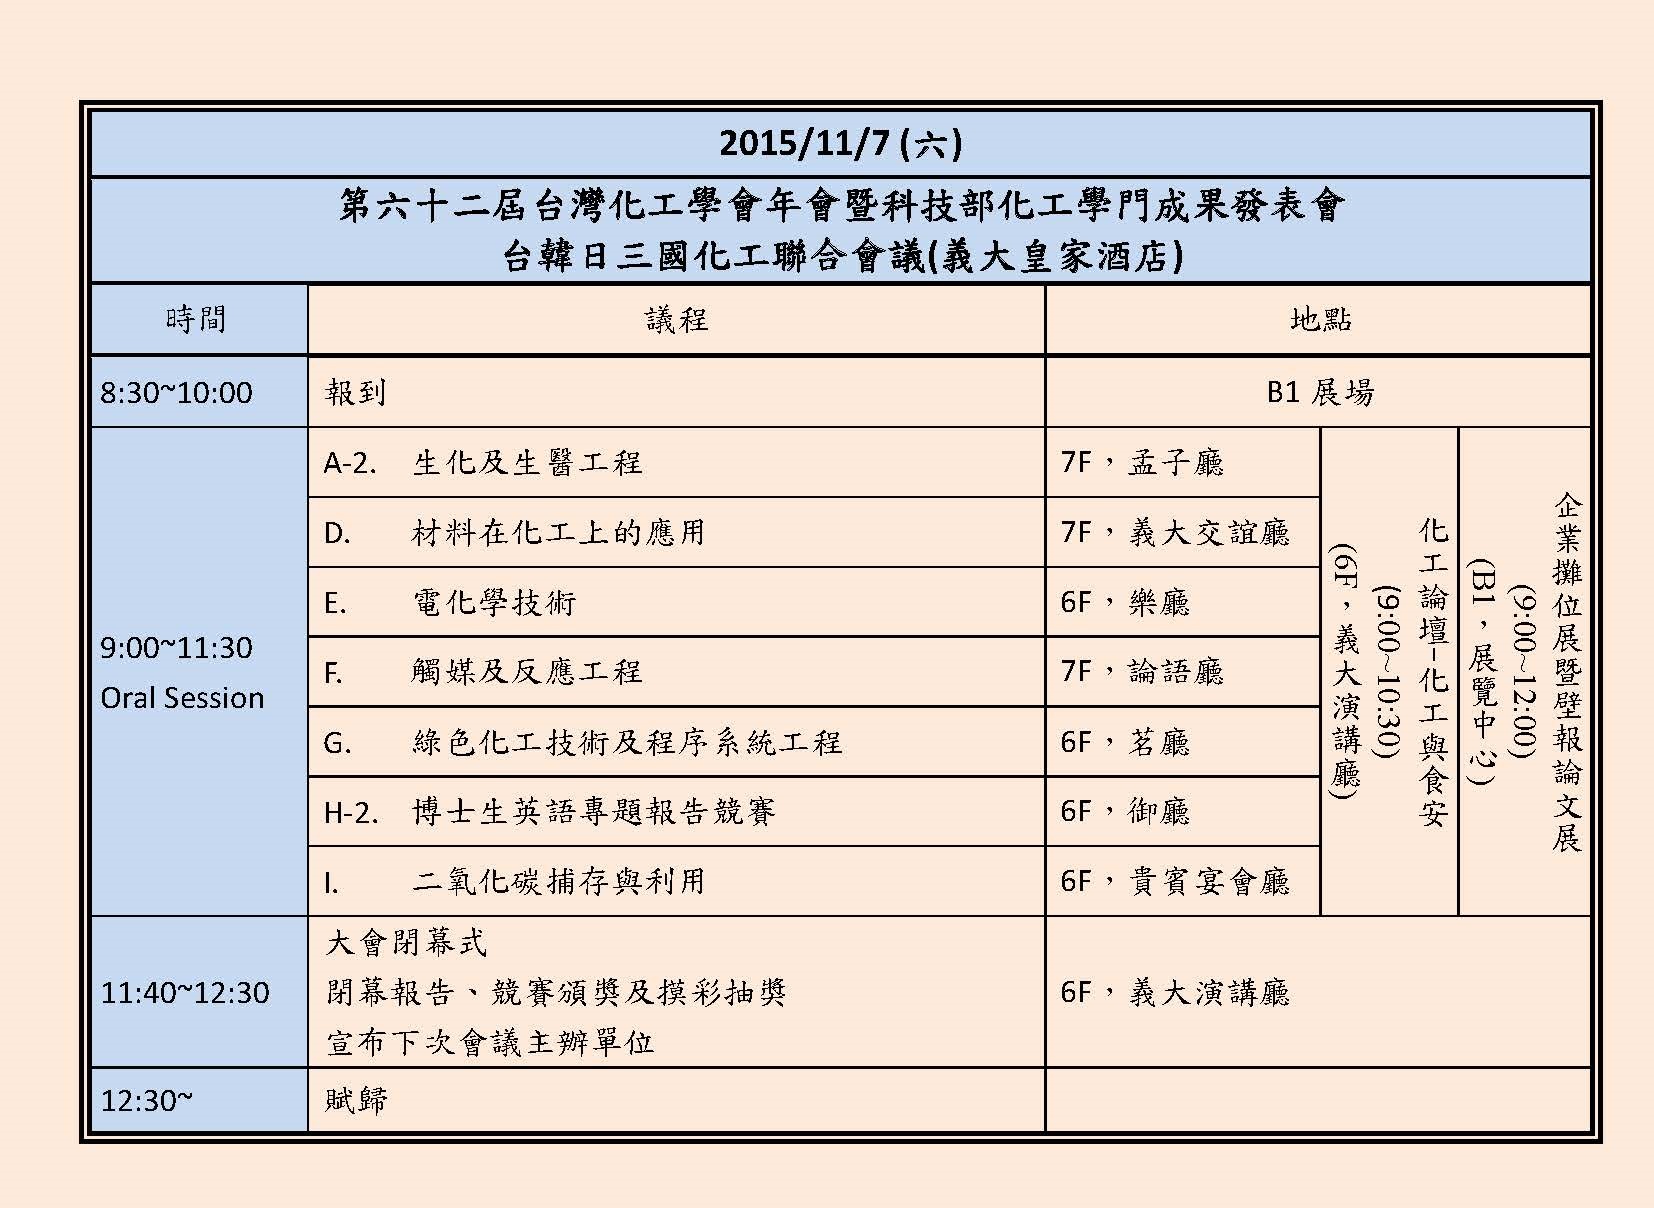 2015/11/7 (六)
第六十二屆台灣化工學會年會暨科技部化工學門成果發表會
台韓日三國化工聯合會議(義大皇家酒店)
時間
議程
地點
8:30~10:00
報到
B1 展場
9:00~11:30
Oral Session
A-2. 生化及生醫工程
7F，孟子廳
D. 材料在化工上的應用
7F，義大交誼廳
E. 電化學技術
6F，樂廳
F. 觸媒及反應工程
7F，論語廳
G. 綠色化工技術及程序系統工程
6F，茗廳
H-2. 博士生英語專題報告競賽
6F，御廳
I. 二氧化碳捕存與利用
6F，貴賓宴會廳
化工論壇-化工與食安
(9:00~10:30)
(6F，義大演講廳)
企業攤位展暨壁報論文展
(9:00~12:00)
(B1，展覽中心)
11:40~12:30
大會閉幕式
閉幕報告、競賽頒獎及摸彩抽獎
宣布下次會議主辦單位
6F，義大演講廳
12:30~
賦歸